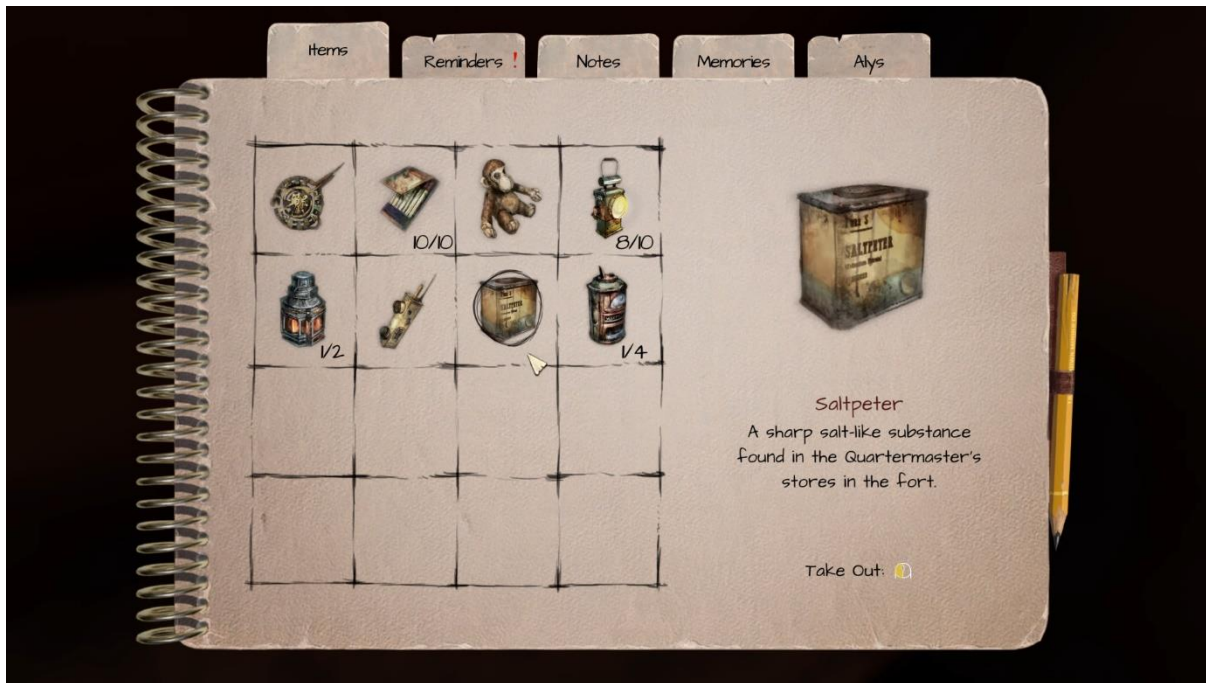 Items
Reminders !
Notes
Memories
Alys
10/10
8/10
1/2
1/4
SALTPETER
Saltpeter
A sharp salt-like substance
found in the Quartermaster's
stores in the fort.
Take Out: